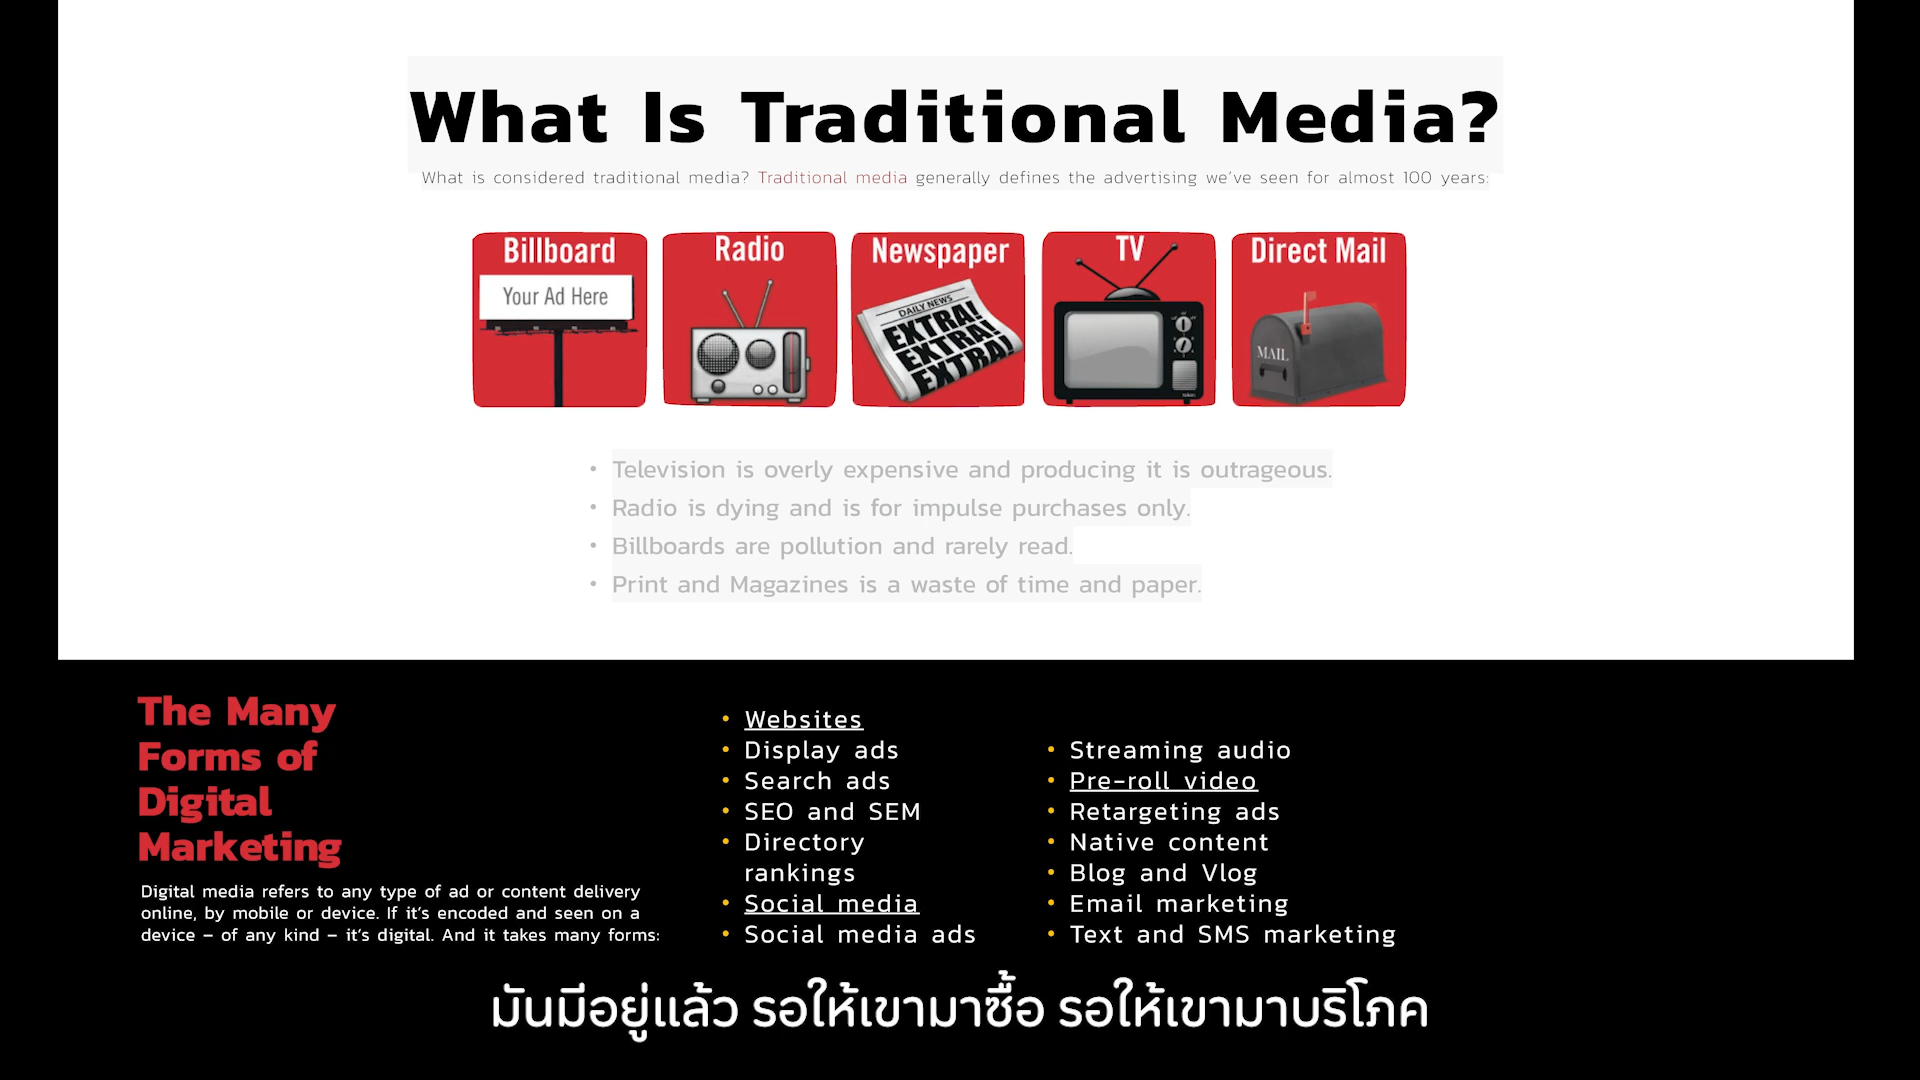 What Is Traditional Media?
What is considered traditional media? Traditional media generally defines the advertising we've seen for almost 100 years:
Billboard
Your Ad Here
Radio
Newspaper
DAILY NEWS
EXTRA!
EXTRA!
EXTRA!
TV
Direct Mail
MAIL
• Television is overly expensive and producing it is outrageous.
• Radio is dying and is for impulse purchases only.
• Billboards are pollution and rarely read.
• Print and Magazines is a waste of time and paper.
The Many
Forms of
Digital
Marketing
Digital media refers to any type of ad or content delivery
online, by mobile or device. If it's encoded and seen on a
device – of any kind – it's digital. And it takes many forms:
• Websites
• Display ads
• Search ads
• SEO and SEM
• Directory
rankings
• Social media
• Social media ads
• Streaming audio
• Pre-roll video
• Retargeting ads
• Native content
• Blog and Vlog
• Email marketing
• Text and SMS marketing
มันมีอยู่แล้ว รอให้เขามาซื้อ รอให้เขามาบริโภค